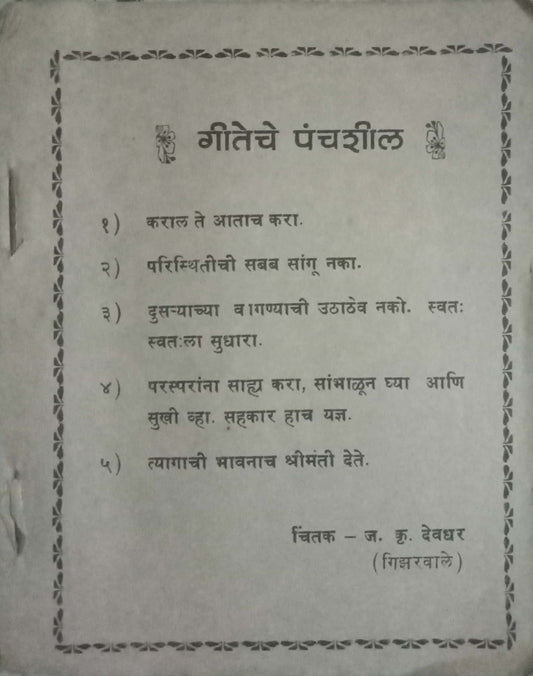 गीतेचे पंचशील
१) कराल ते आताच करा.
२) परिस्थितीची सबब सांगू नका.
३) दुसऱ्याच्या वागण्याची उठाठेव नको. स्वतः
स्वतःला सुधारा.
४) परस्परांना साह्य करा, सांभाळून घ्या आणि
सुखी व्हा. सहकार हाच यज्ञ.
५) त्यागाची भावनाच श्रीमंती देते.
चिंतक – ज. कृ. देवधर
(गिझरवाले)